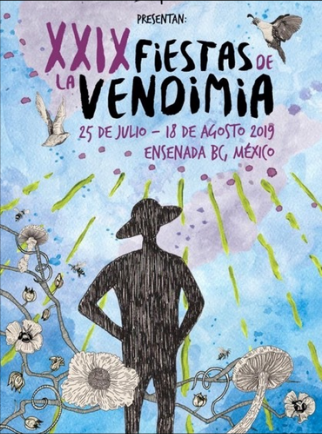 PRESENTAN:
XXIX FIESTAS DE
LA VENDIMIA
25 DE JULIO – 18 DE AGOSTO 2019
ENSENADA BC, MÉXICO